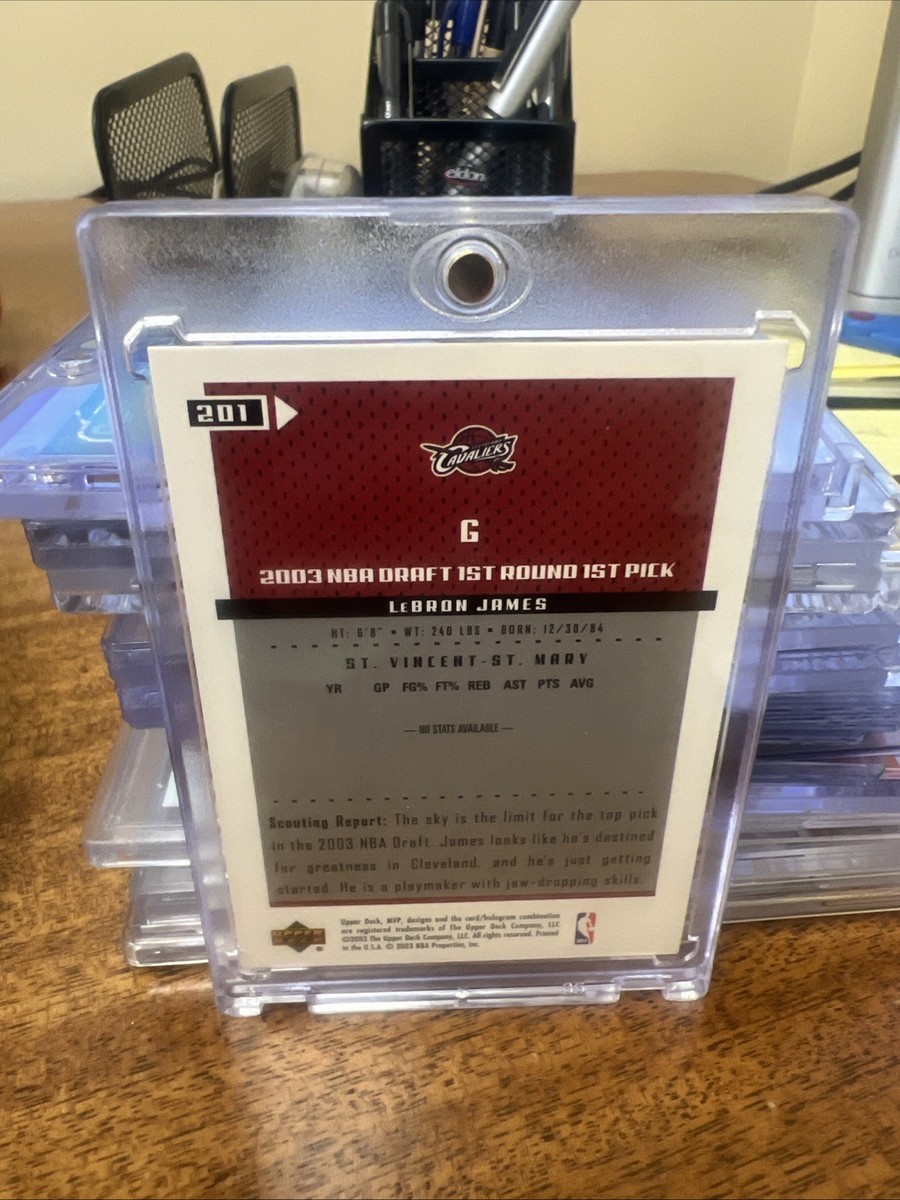 eldon
201
CAVALIERS
G
2003 NBA DRAFT 1ST ROUND 1ST PICK
LEBRON JAMES
HT: 6'8" ▪ WT: 240 LBS ▪ BORN: 12/30/84
ST. VINCENT-ST. MARY
YR GP FG% FT% REB AST PTS AVG
— NO STATS AVAILABLE —
Scouting Report: The sky is the limit for the top pick
in the 2003 NBA Draft. James looks like he's destined
for greatness in Cleveland, and he's just getting
started. He is a playmaker with jaw-dropping skills.
UPPER DECK
Upper Deck, MVP, designs and the card/hologram combination
are registered trademarks of The Upper Deck Company, LLC
©2003 The Upper Deck Company, LLC. All rights reserved. Printed
in the U.S.A. © 2003 NBA Properties, Inc.
35